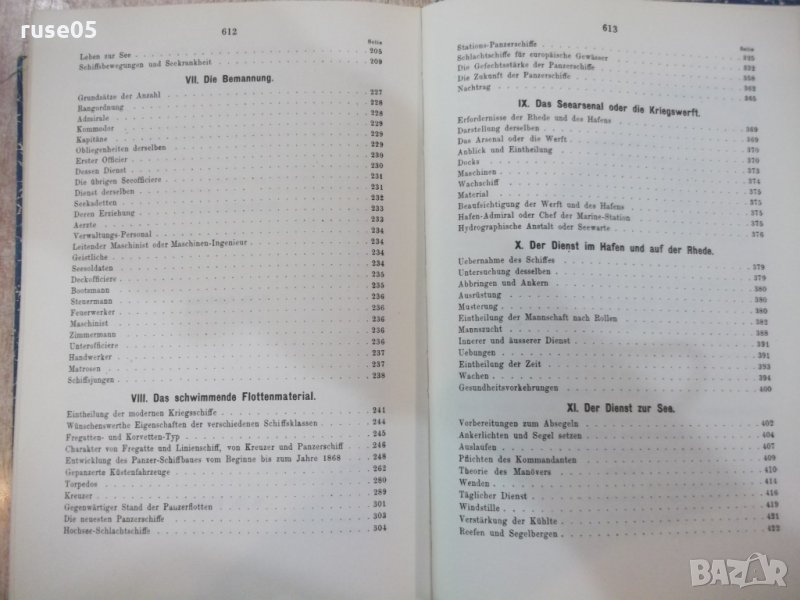 ruse05
612
Seite
Leben zur See 205
Schiffsbewegungen und Seekrankheit 209
VII. Die Bemannung.
Grundsätze der Anzahl 227
Rangordnung 228
Admirale 228
Kommodor 229
Kapitäne 229
Obliegenheiten derselben 229
Erster Officier 230
Dessen Dienst 230
Die übrigen Seeofficiere 231
Dienst derselben 231
Seekadetten 232
Deren Erziehung 232
Aerzte 233
Verwaltungs-Personal 233
Leitender Maschinist oder Maschinen-Ingenieur 234
Geistliche 234
Seesoldaten 234
Deckofficiere 235
Bootsmann 235
Steuermann 235
Feuerwerker 236
Maschinist 236
Zimmermann 236
Unterofficiere 236
Handwerker 237
Matrosen 237
Schiffsjungen 238
VIII. Das schwimmende Flottenmaterial.
Eintheilung der modernen Kriegsschiffe 241
Wünschenswerthe Eigenschaften der verschiedenen Schiffsklassen 244
Fregatten- und Korvetten-Typ 245
Charakter von Fregatte und Linienschiff, von Kreuzer und Panzerschiff 246
Entwicklung des Panzer-Schiffbaues vom Beginne bis zum Jahre 1868 248
Gepanzerte Küstenfahrzeuge 262
Torpedos 280
Kreuzer 289
Gegenwärtiger Stand der Panzerflotten 301
Die neuesten Panzerschiffe 303
Hochsee-Schlachtschiffe 304
613
Seite
Stations-Panzerschiffe 325
Schlachtschiffe für europäische Gewässer 332
Die Gefechtsstärke der Panzerschiffe 358
Die Zukunft der Panzerschiffe 362
Nachtrag 365
IX. Das Seearsenal oder die Kriegswerft.
Erfordernisse der Rhede und des Hafens 369
Darstellung derselben 369
Das Arsenal oder die Werft 370
Anblick und Eintheilung 370
Docks 373
Maschinen 374
Wachschiff 375
Material 375
Beaufsichtigung der Werft und des Hafens 375
Hafen-Admiral oder Chef der Marine-Station 375
Hydrographische Anstalt oder Seewarte 376
X. Der Dienst im Hafen und auf der Rhede.
Uebernahme des Schiffes 379
Untersuchung desselben 379
Abbringen und Ankern 380
Ausrüstung 380
Musterung 380
Eintheilung der Mannschaft nach Rollen 382
Mannszucht 388
Innerer und äusserer Dienst 391
Uebungen 391
Eintheilung der Zeit 393
Wachen 394
Gesundheitsvorkehrungen 400
XI. Der Dienst zur See.
Vorbereitungen zum Absegeln 402
Ankerlichten und Segel setzen 404
Auslaufen 407
Pflichten des Kommandanten 409
Theorie des Manövers 410
Wenden 414
Täglicher Dienst 416
Windstille 419
Verstärkung der Kühlte 421
Reefen und Segelbergen 422
BAZAR.bg